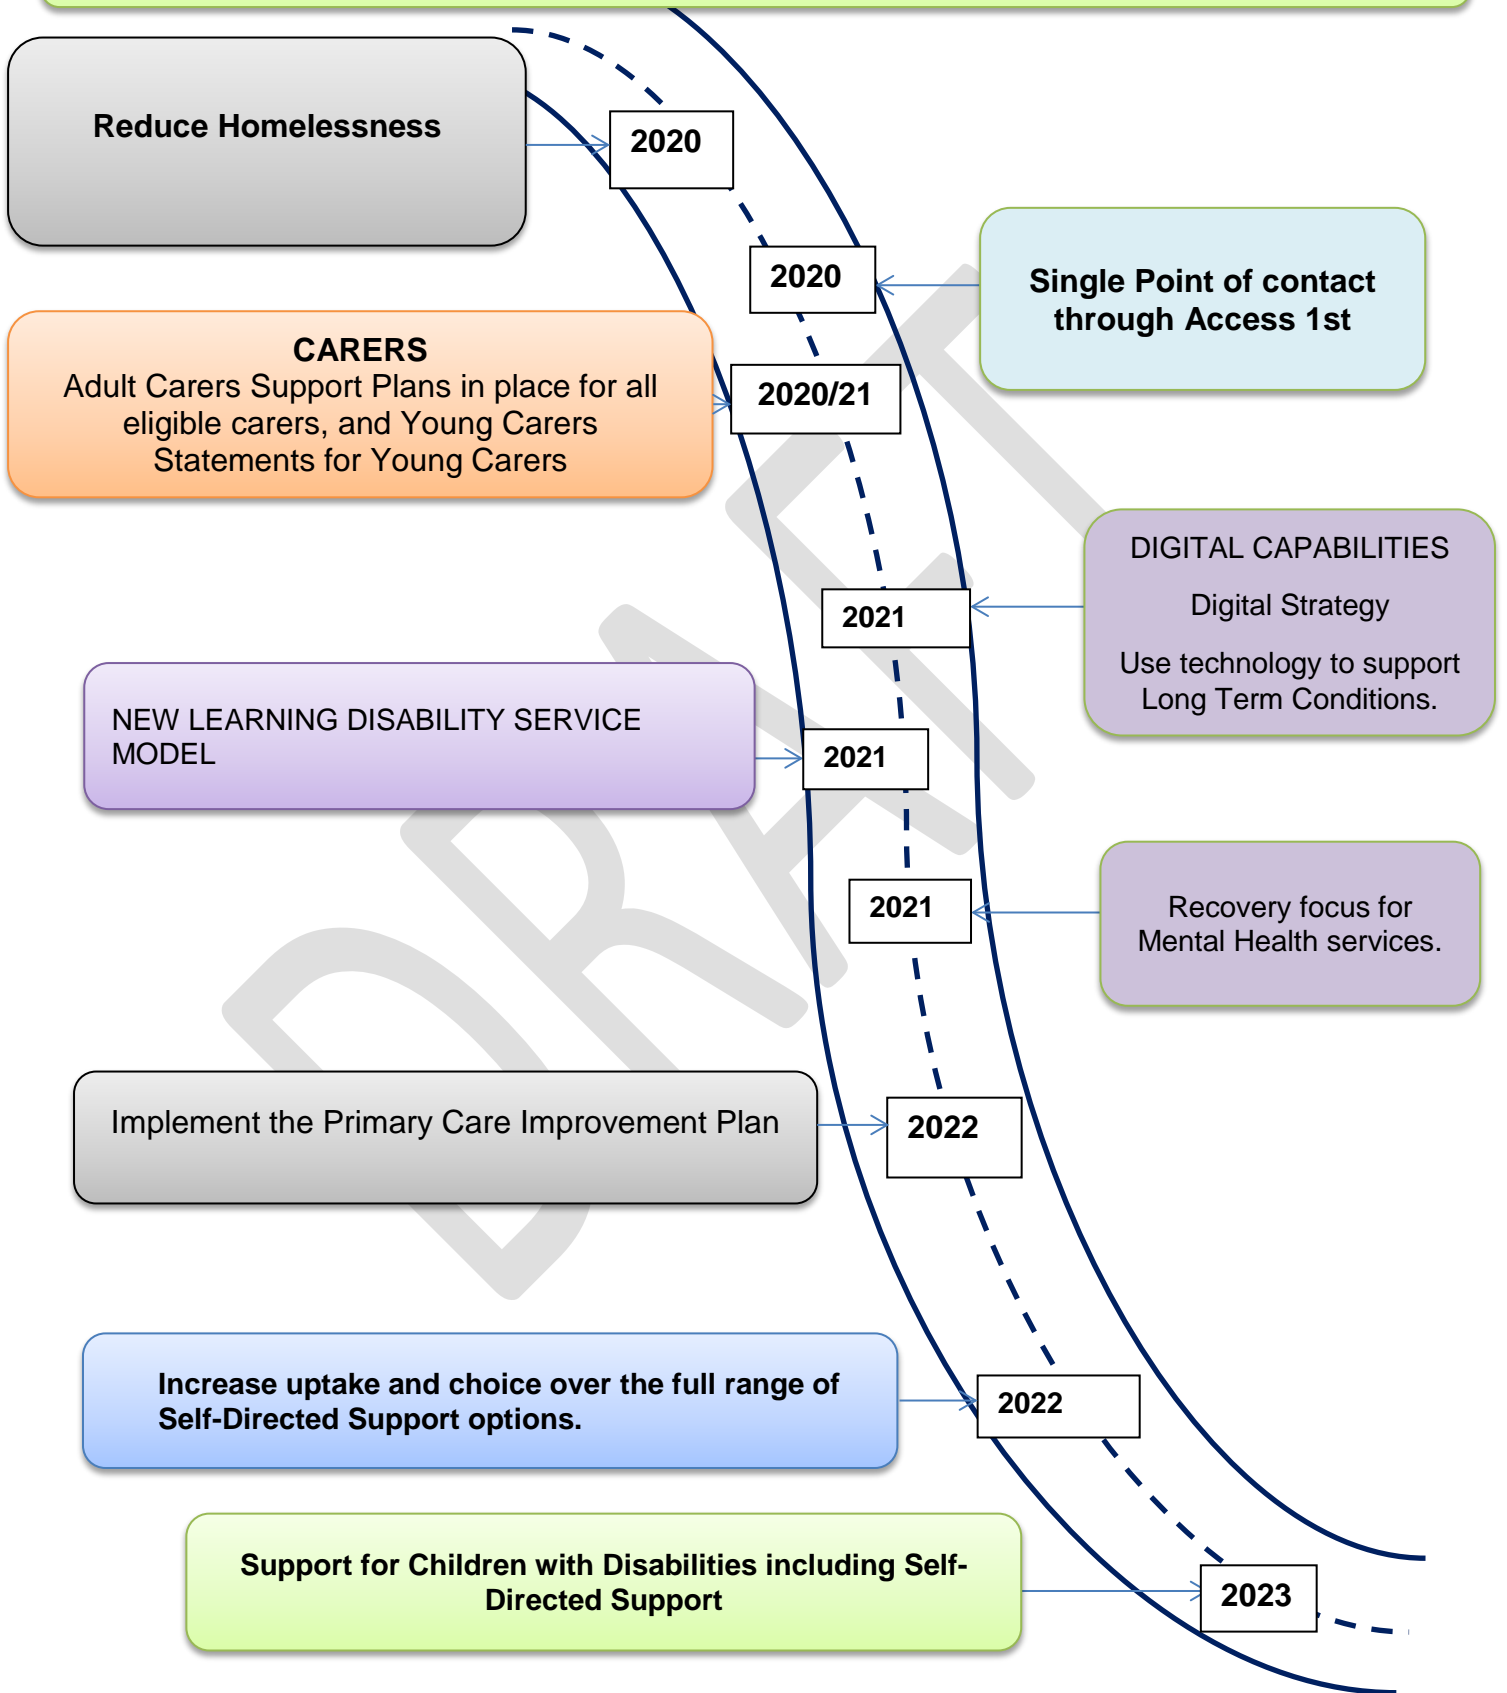 Reduce Homelessness
2020
2020
Single Point of contact
through Access 1st
CARERS
Adult Carers Support Plans in place for all
eligible carers, and Young Carers
Statements for Young Carers
2020/21
DIGITAL CAPABILITIES
Digital Strategy
Use technology to support
Long Term Conditions.
2021
NEW LEARNING DISABILITY SERVICE
MODEL
2021
2021
Recovery focus for
Mental Health services.
Implement the Primary Care Improvement Plan
2022
Increase uptake and choice over the full range of
Self-Directed Support options.
2022
Support for Children with Disabilities including Self-
Directed Support
2023
DRAFT